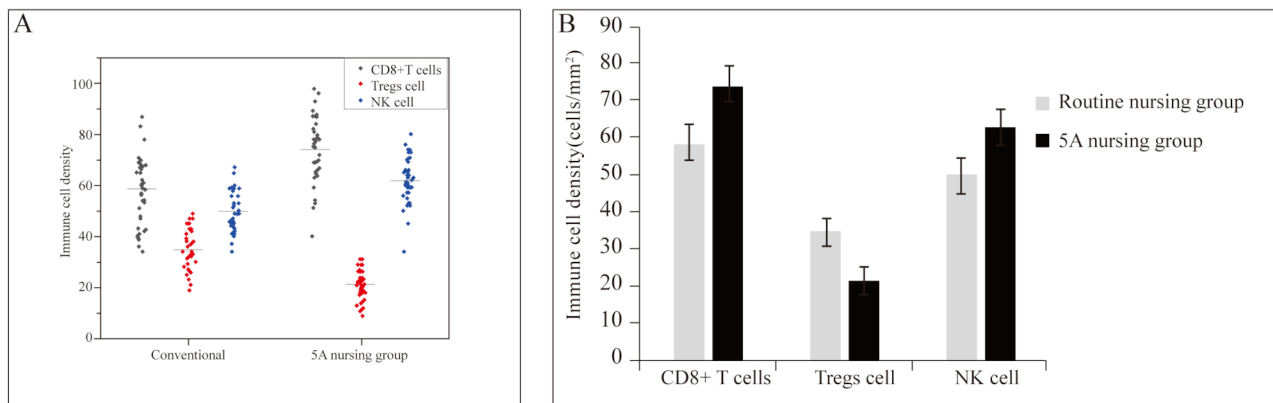 A
CD8+T cells
Tregs cell
NK cell
Immune cell density
100
80
60
40
20
0
Conventional
5A nursing group
B
Immune cell density(cells/mm²)
90
80
70
60
50
40
30
20
10
0
CD8+ T cells
Tregs cell
NK cell
Routine nursing group
5A nursing group